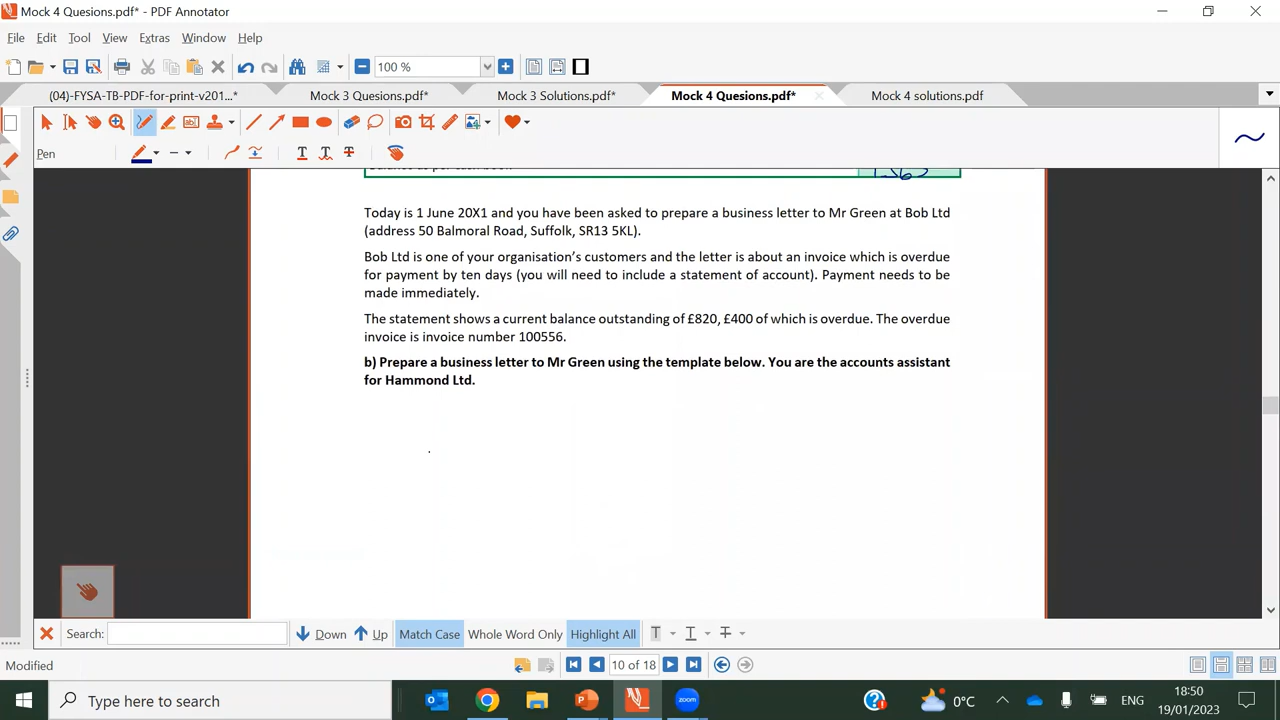 Mock 4 Quesions.pdf* - PDF Annotator
File Edit Tool View Extras Window Help
100 %
(04)-FYSA-TB-PDF-for-print-v201...* Mock 3 Quesions.pdf* Mock 3 Solutions.pdf* Mock 4 Quesions.pdf* Mock 4 solutions.pdf
Pen
Today is 1 June 20X1 and you have been asked to prepare a business letter to Mr Green at Bob Ltd
(address 50 Balmoral Road, Suffolk, SR13 5KL).
Bob Ltd is one of your organisation's customers and the letter is about an invoice which is overdue
for payment by ten days (you will need to include a statement of account). Payment needs to be
made immediately.
The statement shows a current balance outstanding of £820, £400 of which is overdue. The overdue
invoice is invoice number 100556.
b) Prepare a business letter to Mr Green using the template below. You are the accounts assistant
for Hammond Ltd.
Search: Down Up Match Case Whole Word Only Highlight All
Modified 10 of 18
Type here to search zoom 0°C ENG 18:50
19/01/2023